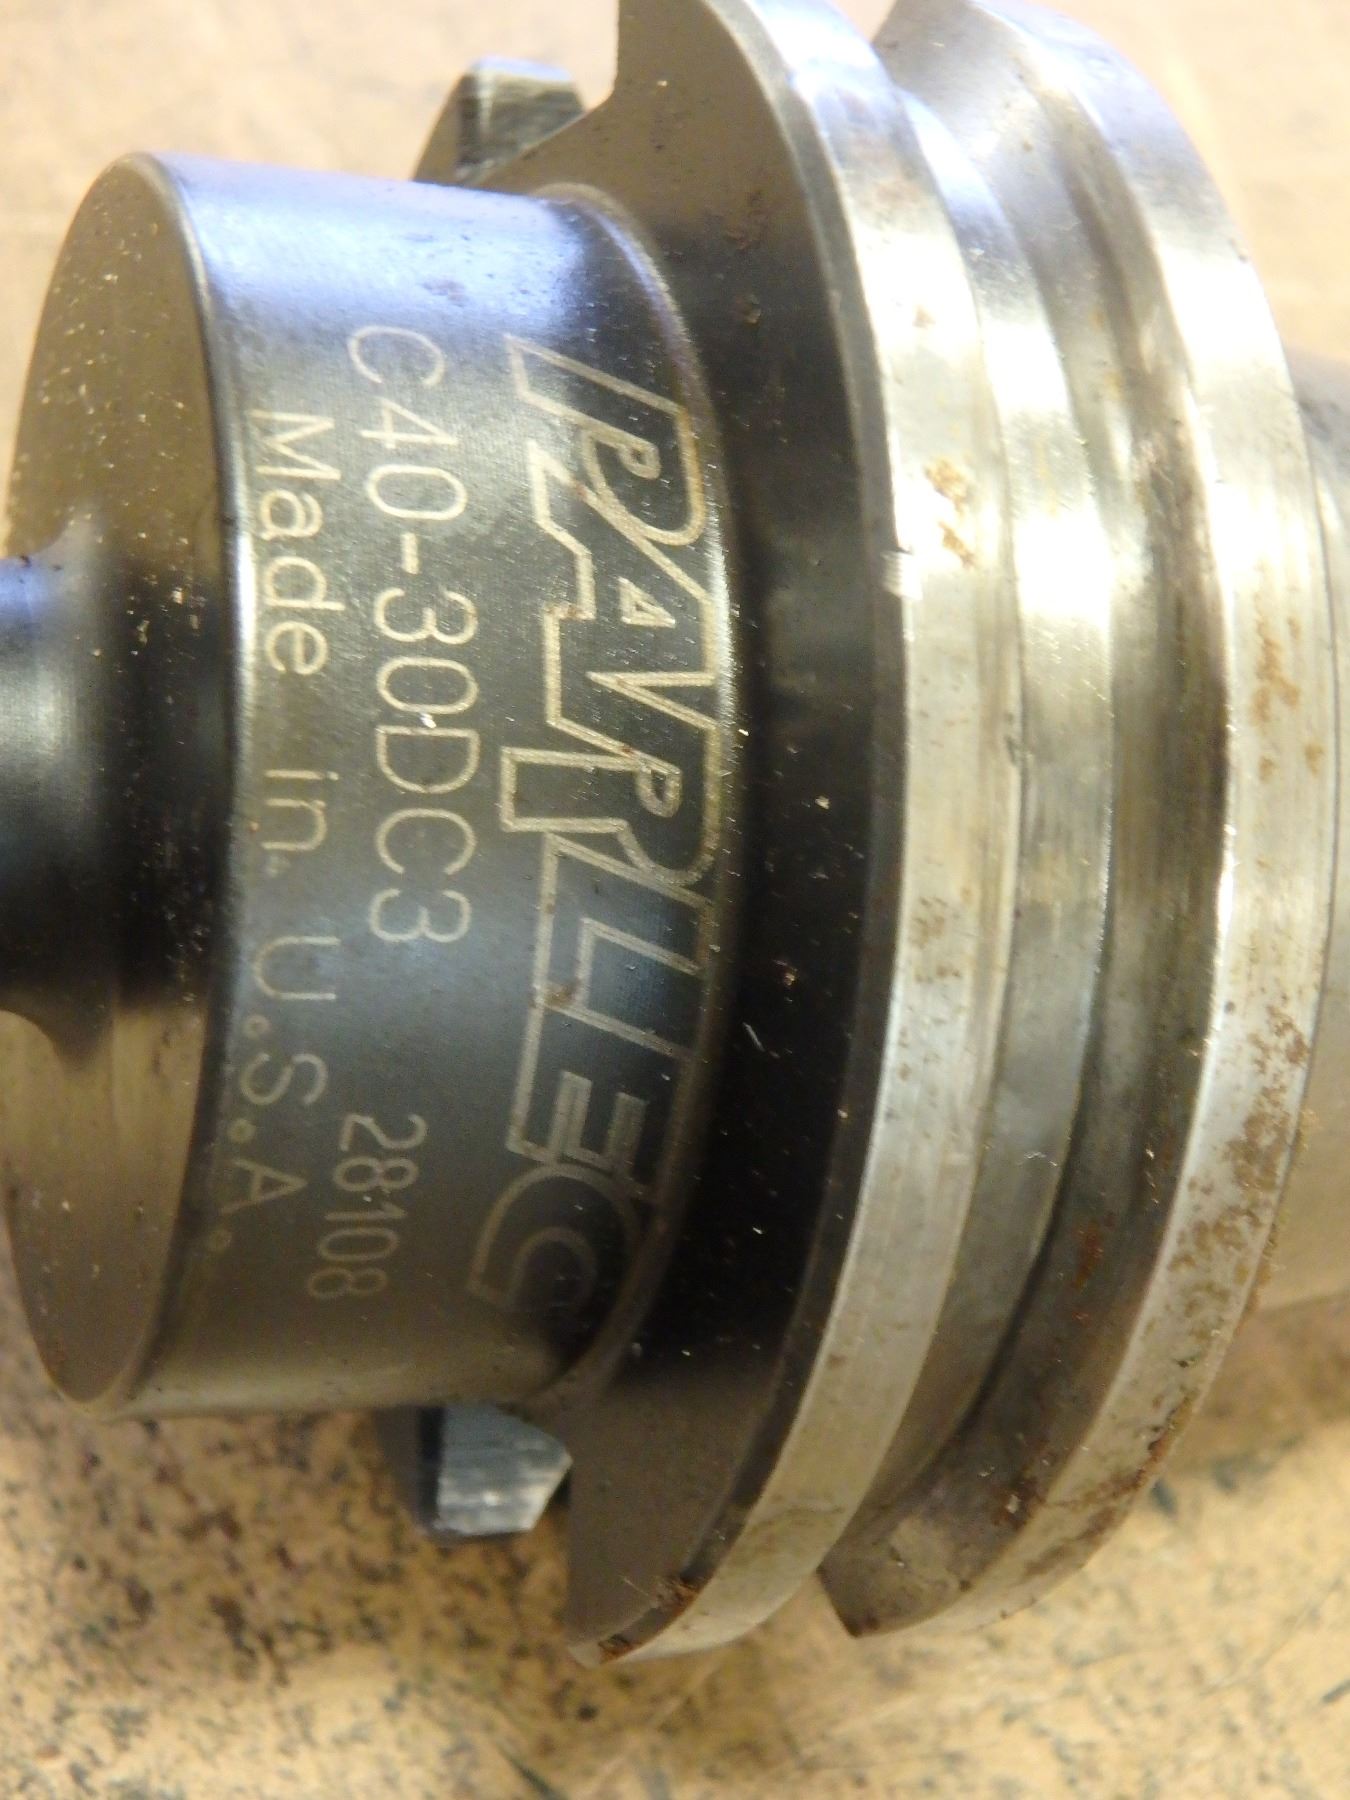 PARLEC
C40-30DC3 28108
Made in U.S.A.